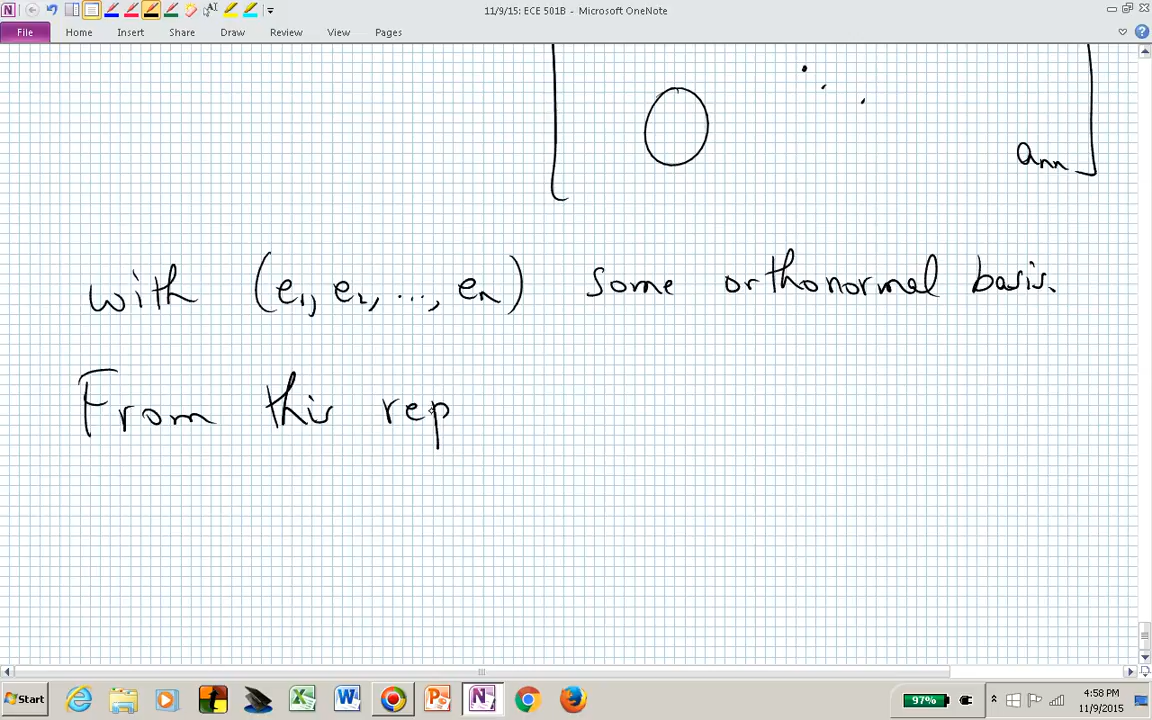 11/9/15: ECE 501B - Microsoft OneNote
File Home Insert Share Draw Review View Pages
0
ann
with (e1, e2, ..., en) some orthonormal basis.
From this rep
Start
97%
4:58 PM
11/9/2015